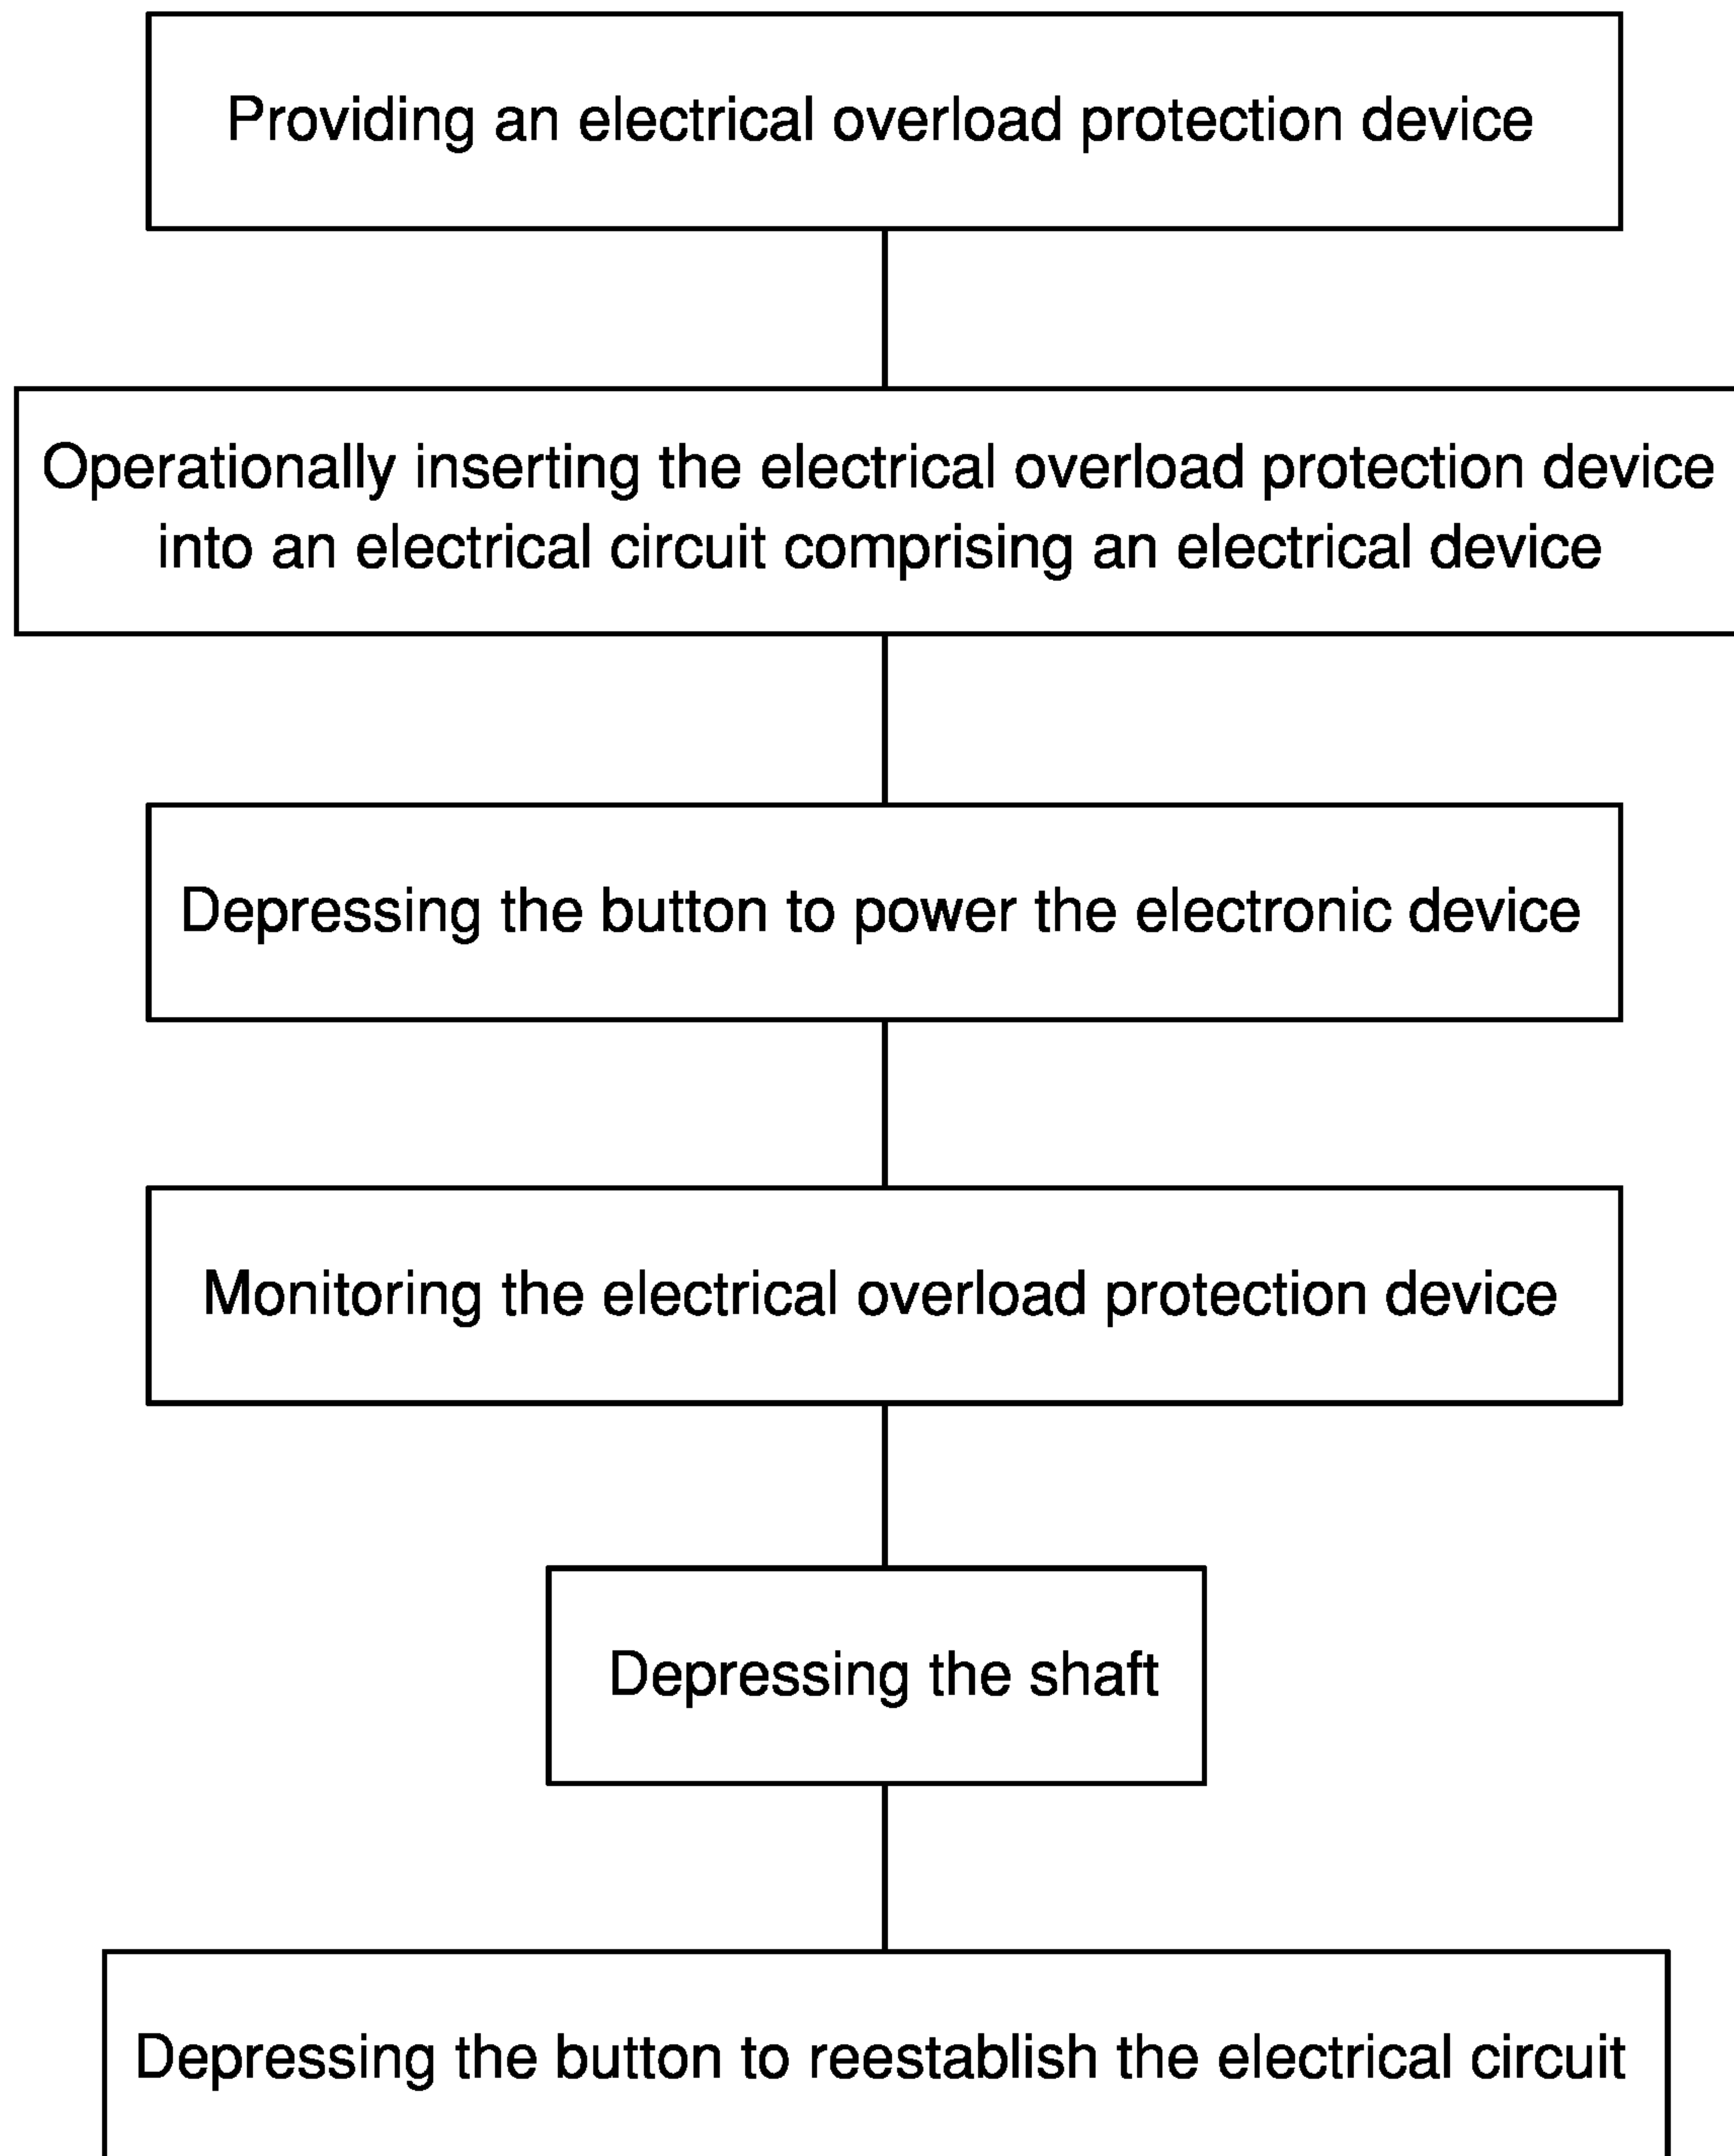 Providing an electrical overload protection device
Operationally inserting the electrical overload protection device
into an electrical circuit comprising an electrical device
Depressing the button to power the electronic device
Monitoring the electrical overload protection device
Depressing the shaft
Depressing the button to reestablish the electrical circuit